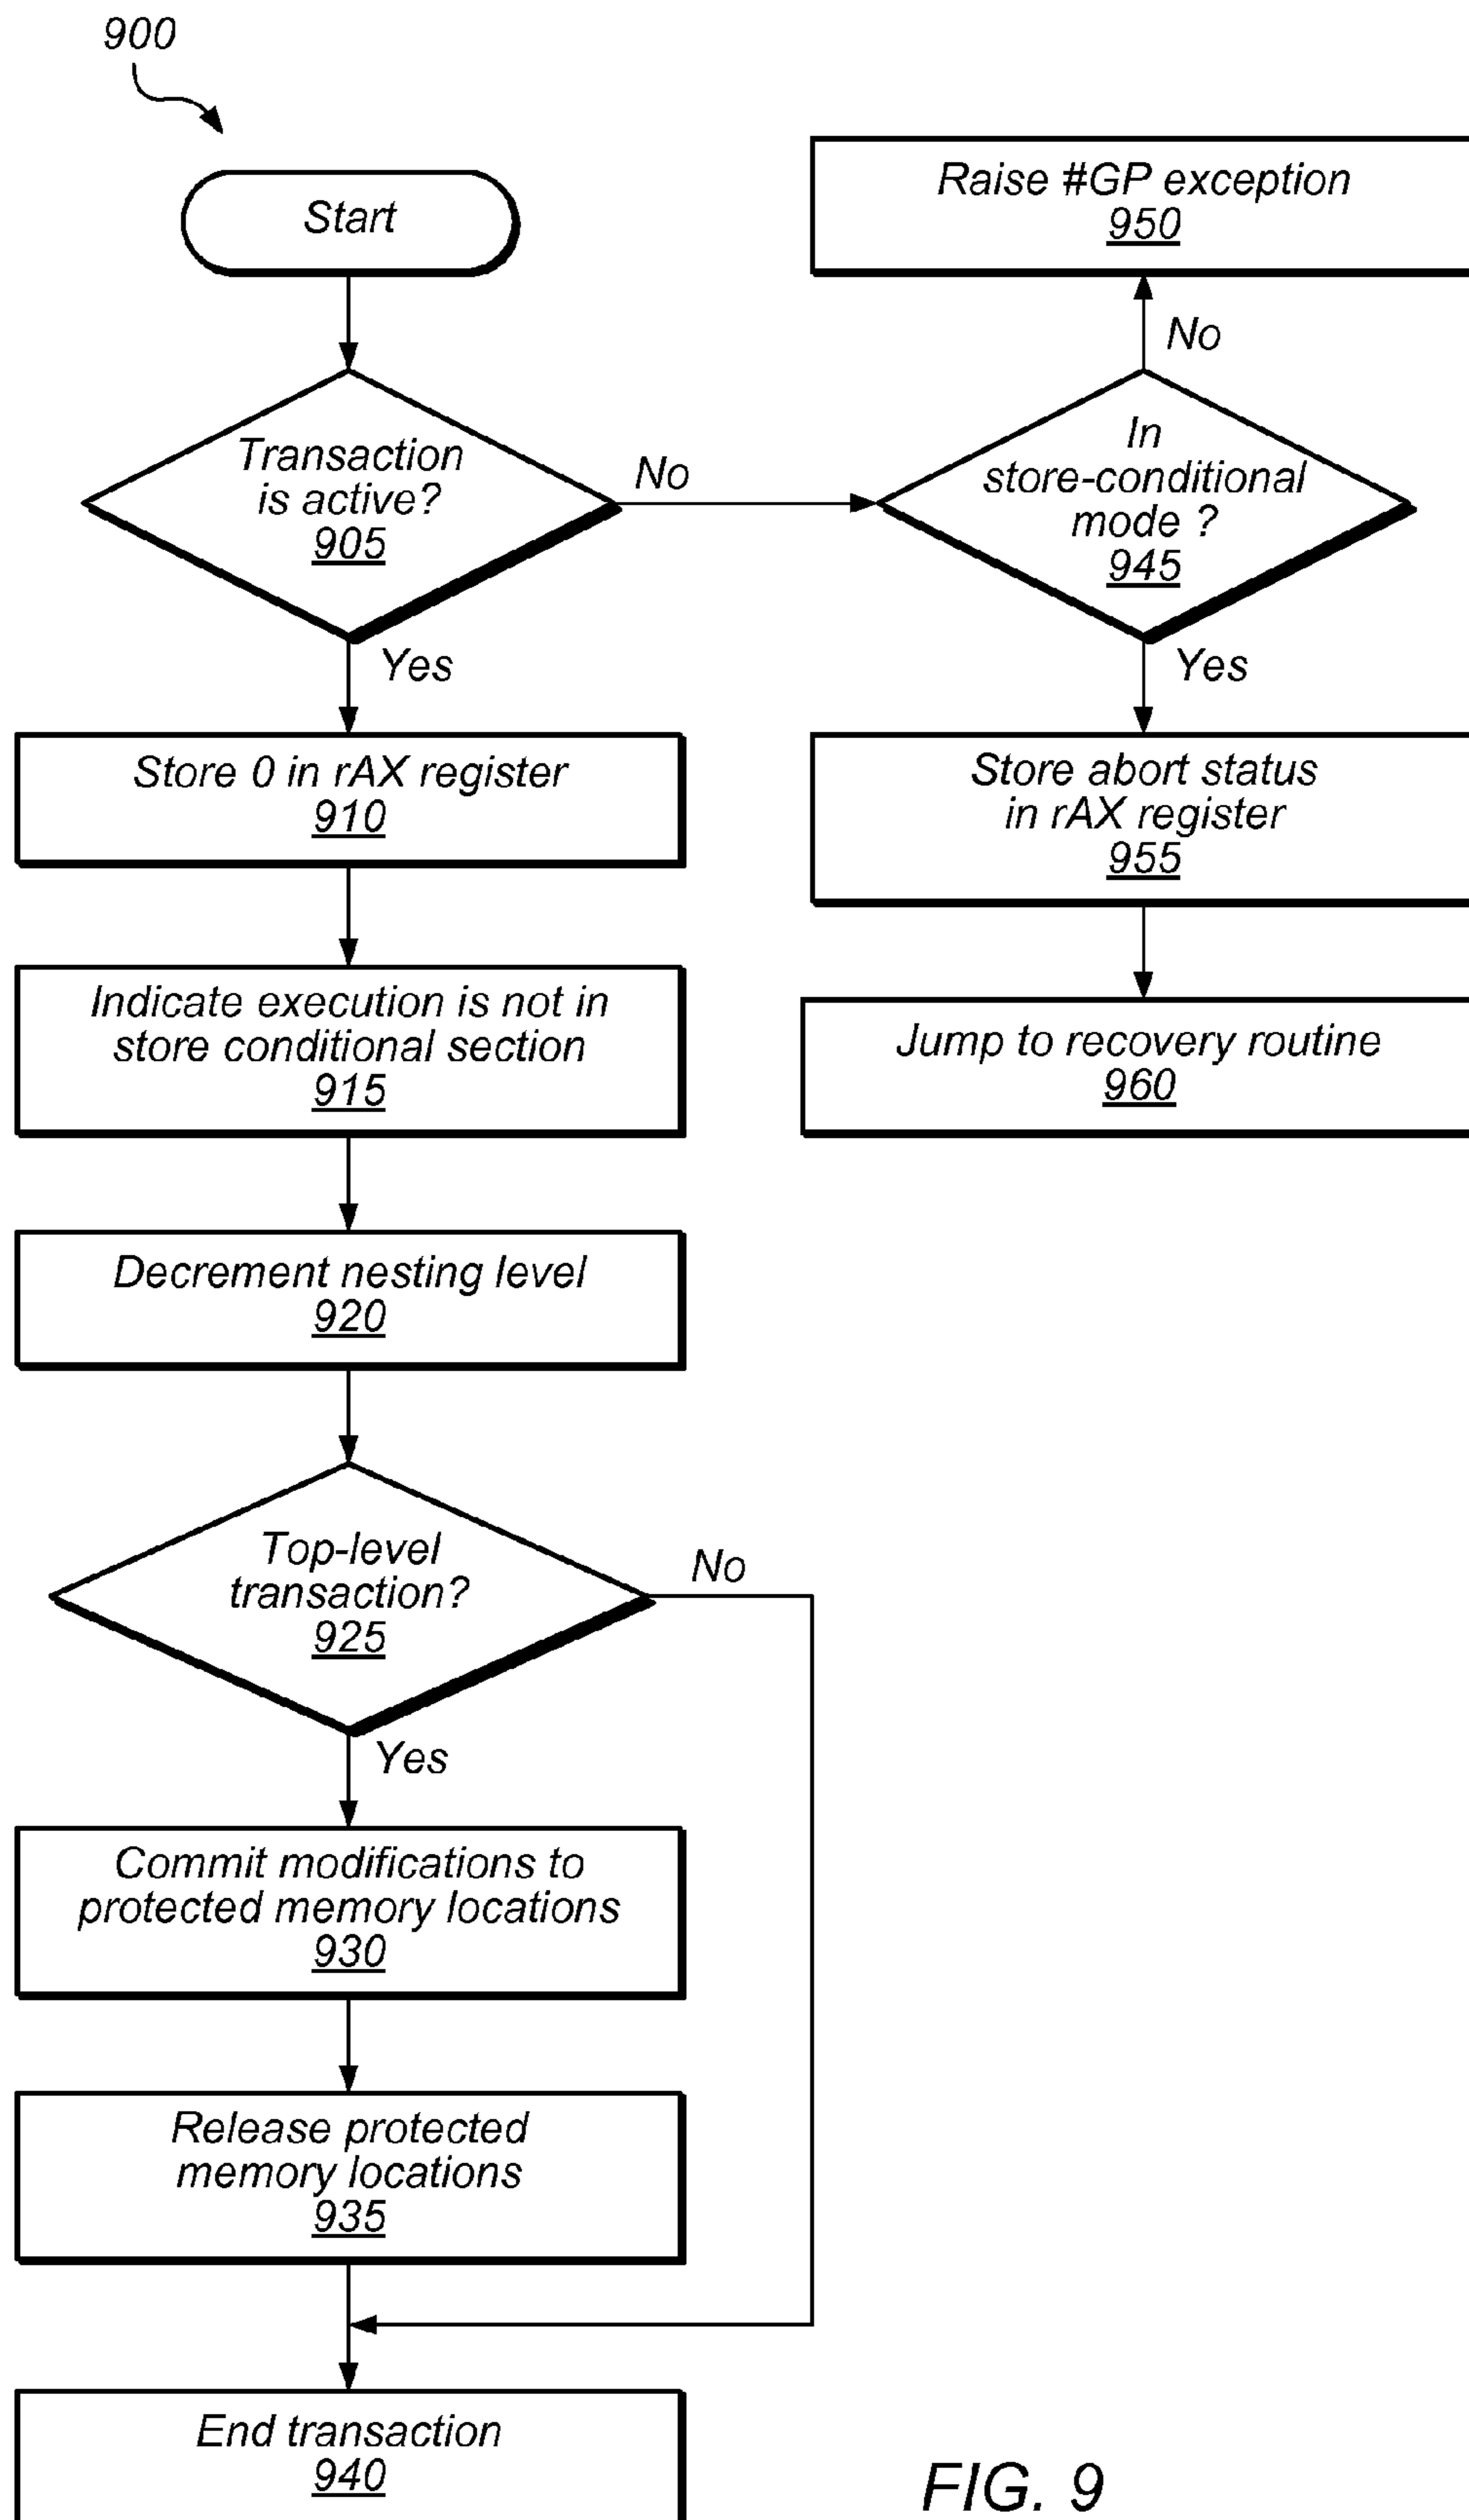 900
Start
Transaction
is active?
905
No
Yes
In
store-conditional
mode ?
945
No
Yes
Raise #GP exception
950
Store abort status
in rAX register
955
Jump to recovery routine
960
Store 0 in rAX register
910
Indicate execution is not in
store conditional section
915
Decrement nesting level
920
Top-level
transaction?
925
No
Yes
Commit modifications to
protected memory locations
930
Release protected
memory locations
935
End transaction
940
FIG. 9